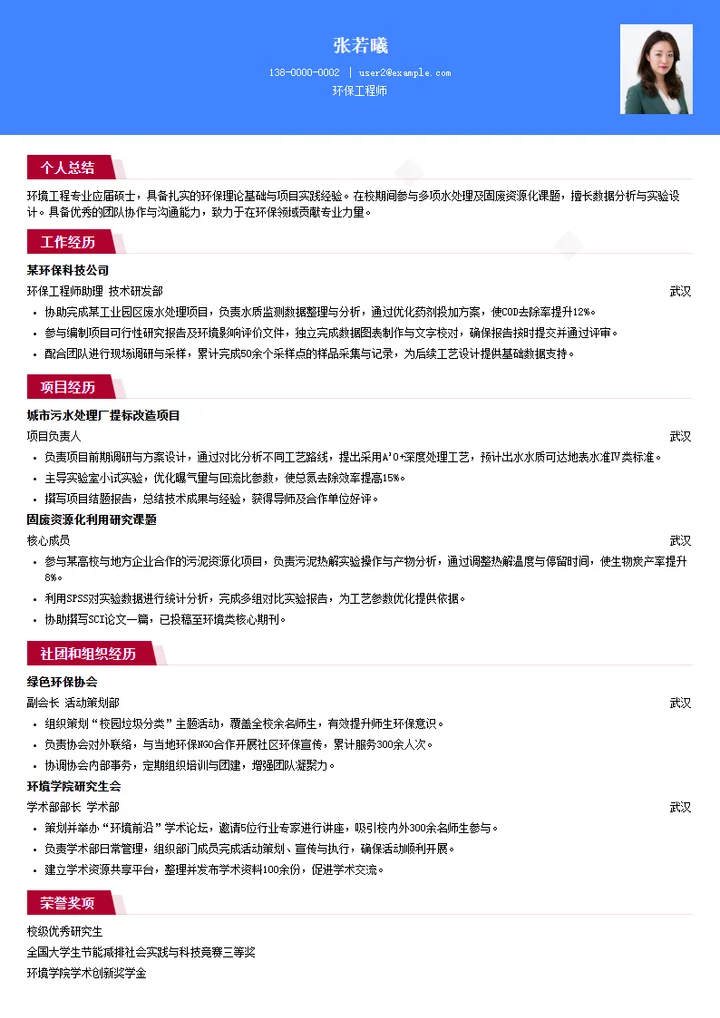 张若曦
138-0000-0002 | user2@example.com
环保工程师
个人总结
环境工程专业应届硕士，具备扎实的环保理论基础与项目实践经验。在校期间参与多项水处理及固废资源化课题，擅长数据分析与实验设
计。具备优秀的团队协作与沟通能力，致力于在环保领域贡献专业力量。
工作经历
某环保科技公司
环保工程师助理 技术研发部 武汉
• 协助完成某工业园区废水处理项目，负责水质监测数据整理与分析，通过优化药剂投加方案，使COD去除率提升12%。
• 参与编制项目可行性研究报告及环境影响评价文件，独立完成数据图表制作与文字校对，确保报告按时提交并通过评审。
• 配合团队进行现场调研与采样，累计完成50余个采样点的样品采集与记录，为后续工艺设计提供基础数据支持。
项目经历
城市污水处理厂提标改造项目
项目负责人 武汉
• 负责项目前期调研与方案设计，通过对比分析不同工艺路线，提出采用A²O+深度处理工艺，预计出水水质可达地表水准Ⅳ类标准。
• 主导实验室小试实验，优化曝气量与回流比参数，使总氮去除效率提高15%。
• 撰写项目结题报告，总结技术成果与经验，获得导师及合作单位好评。
固废资源化利用研究课题
核心成员 武汉
• 参与某高校与地方企业合作的污泥资源化项目，负责污泥热解实验操作与产物分析，通过调整热解温度与停留时间，使生物炭产率提升
8%。
• 利用SPSS对实验数据进行统计分析，完成多组对比实验报告，为工艺参数优化提供依据。
• 协助撰写SCI论文一篇，已投稿至环境类核心期刊。
社团和组织经历
绿色环保协会
副会长 活动策划部 武汉
• 组织策划“校园垃圾分类”主题活动，覆盖全校余名师生，有效提升师生环保意识。
• 负责协会对外联络，与当地环保NGO合作开展社区环保宣传，累计服务300余人次。
• 协调协会内部事务，定期组织培训与团建，增强团队凝聚力。
环境学院研究生会
学术部部长 学术部 武汉
• 策划并举办“环境前沿”学术论坛，邀请5位行业专家进行讲座，吸引校内外300余名师生参与。
• 负责学术部日常管理，组织部门成员完成活动策划、宣传与执行，确保活动顺利开展。
• 建立学术资源共享平台，整理并发布学术资料100余份，促进学术交流。
荣誉奖项
校级优秀研究生
全国大学生节能减排社会实践与科技竞赛三等奖
环境学院学术创新奖学金